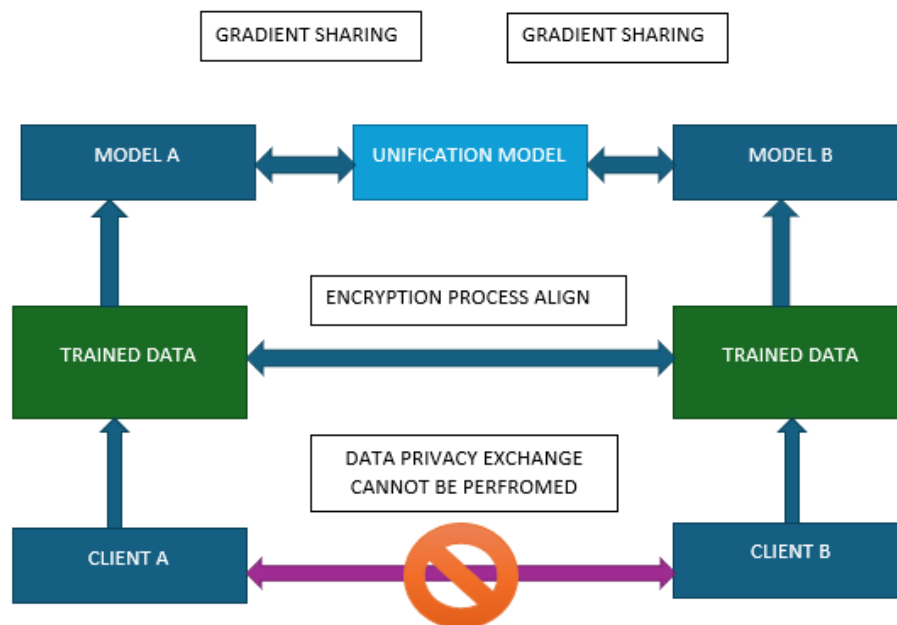 GRADIENT SHARING
GRADIENT SHARING
MODEL A
UNIFICATION MODEL
MODEL B
ENCRYPTION PROCESS ALIGN
TRAINED DATA
TRAINED DATA
DATA PRIVACY EXCHANGE
CANNOT BE PERFROMED
CLIENT A
CLIENT B